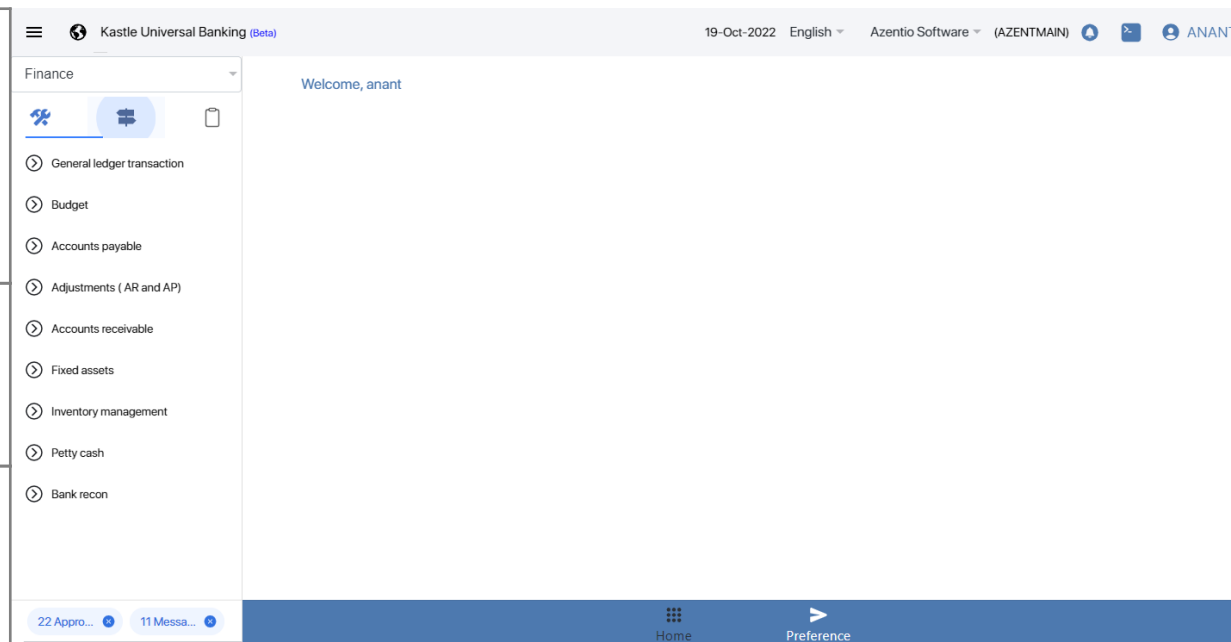 Kastle Universal Banking (Beta)
19-Oct-2022 English Azentio Software (AZENTMAIN) ANANT
Finance
Welcome, anant
General ledger transaction
Budget
Accounts payable
Adjustments ( AR and AP)
Accounts receivable
Fixed assets
Inventory management
Petty cash
Bank recon
22 Appro... 11 Messa...
Home Preference